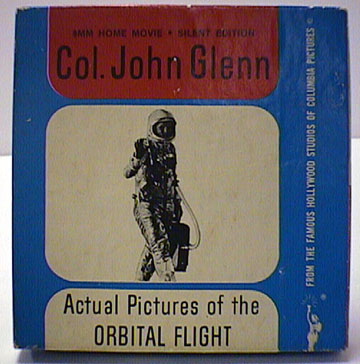 8MM HOME MOVIE • SILENT EDITION
Col. John Glenn
Actual Pictures of the
ORBITAL FLIGHT
FROM THE FAMOUS HOLLYWOOD STUDIOS OF COLUMBIA PICTURES ©